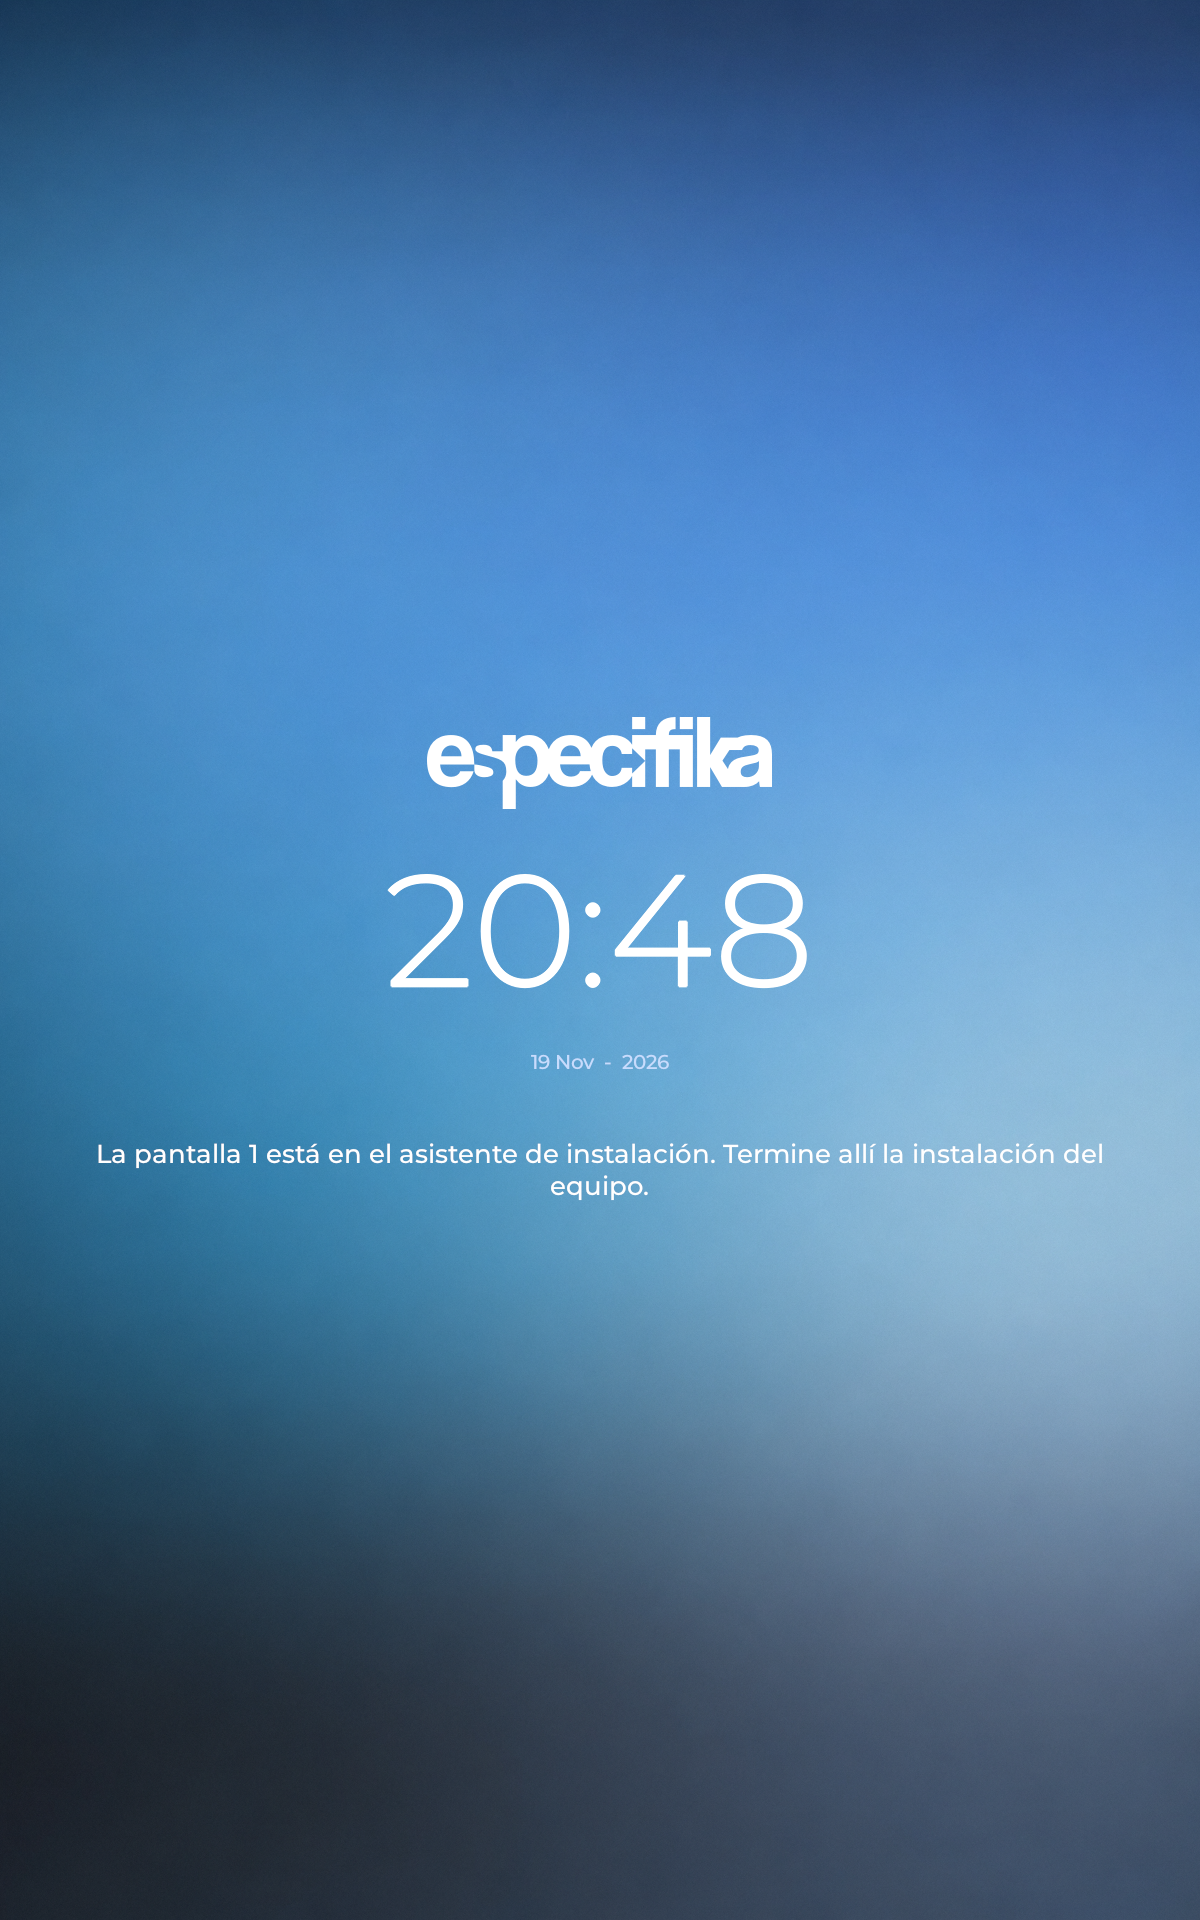 especifika
20:48
19 Nov - 2026
La pantalla 1 está en el asistente de instalación. Termine allí la instalación del
equipo.